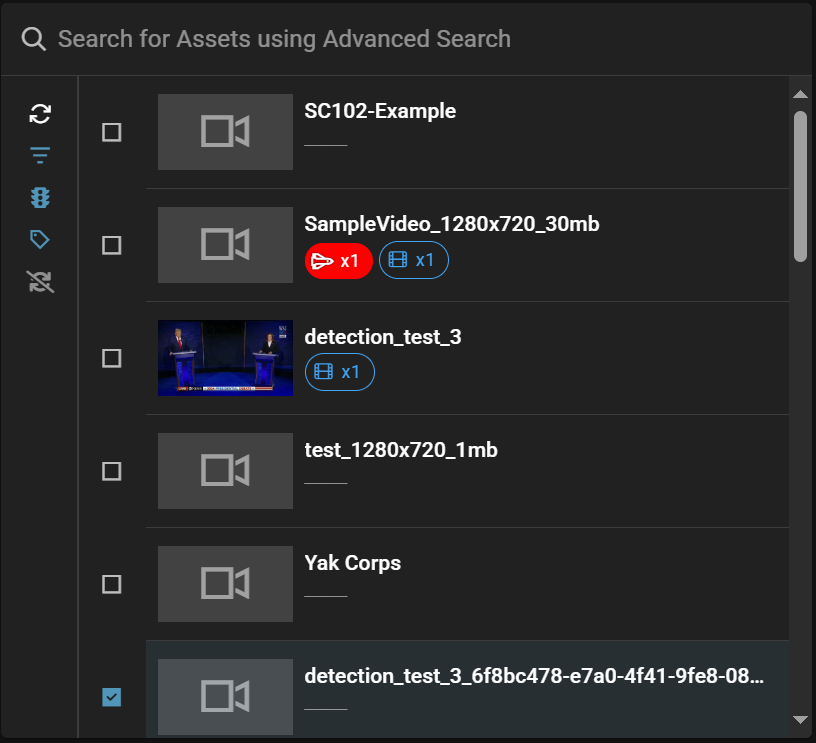 Search for Assets using Advanced Search
SC102-Example
SampleVideo_1280x720_30mb
x1
x1
detection_test_3
x1
test_1280x720_1mb
Yak Corps
detection_test_3_6f8bc478-e7a0-4f41-9fe8-08...